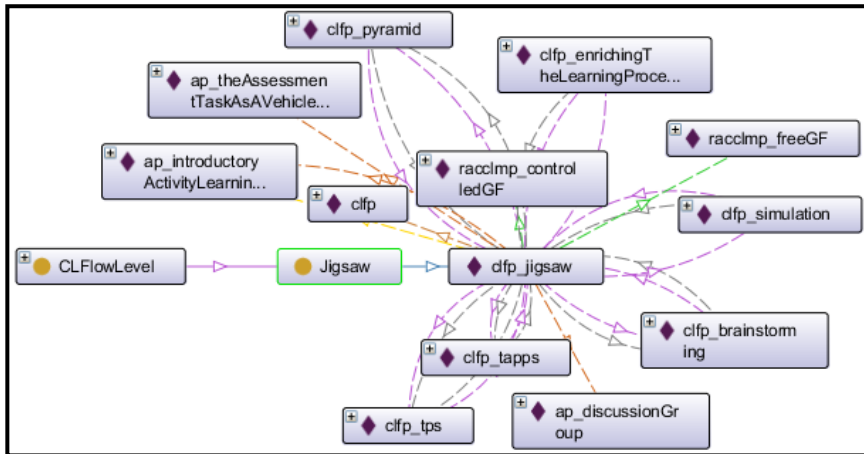 clfp_pyramid
clfp_enrichingT
heLearningProce...
ap_theAssessmen
tTaskAsAVehicle...
racclmp_freeGF
ap_introductory
ActivityLearnin...
racclmp_control
ledGF
clfp
clfp_simulation
CLFlowLevel
Jigsaw
clfp_jigsaw
clfp_brainstorm
ing
clfp_tapps
clfp_tps
ap_discussionGr
oup